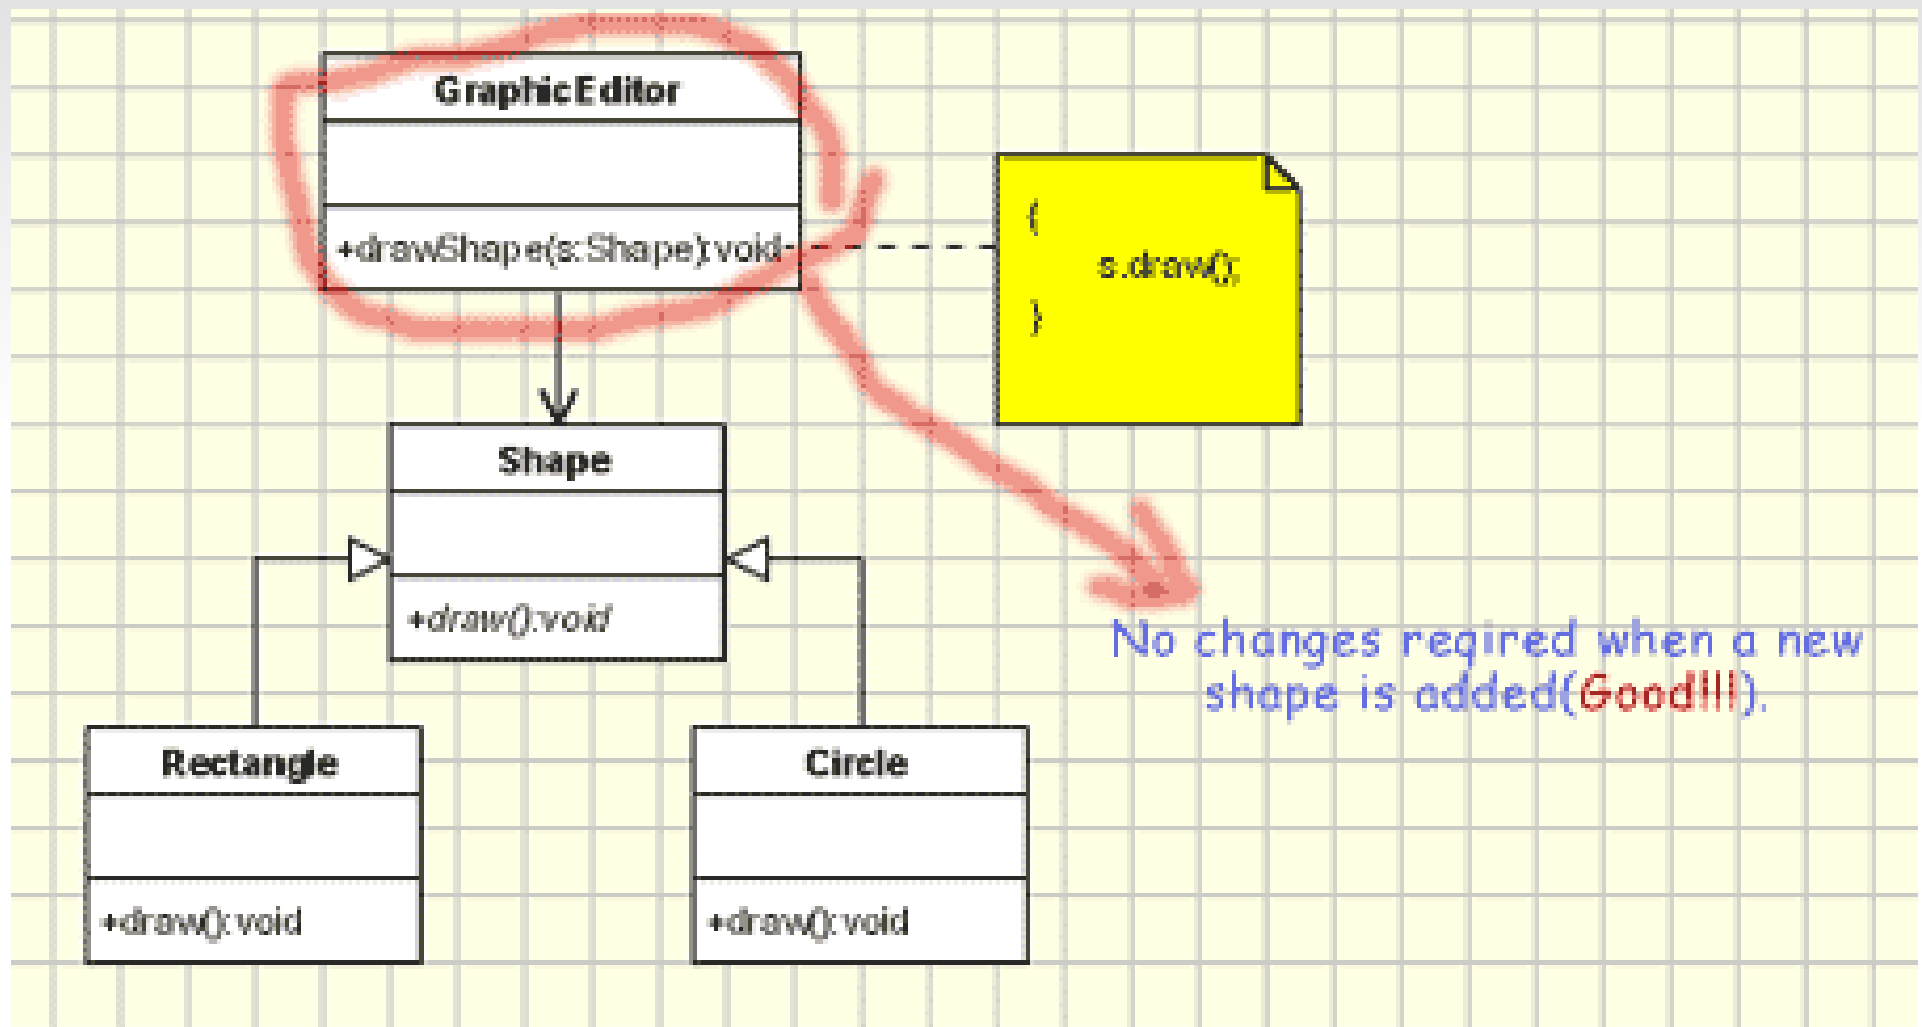 GraphicEditor
+drawShape(s:Shape):void
{
s.draw();
}
Shape
+draw():void
No changes reqired when a new
shape is added(Good!!!).
Rectangle
+draw():void
Circle
+draw():void